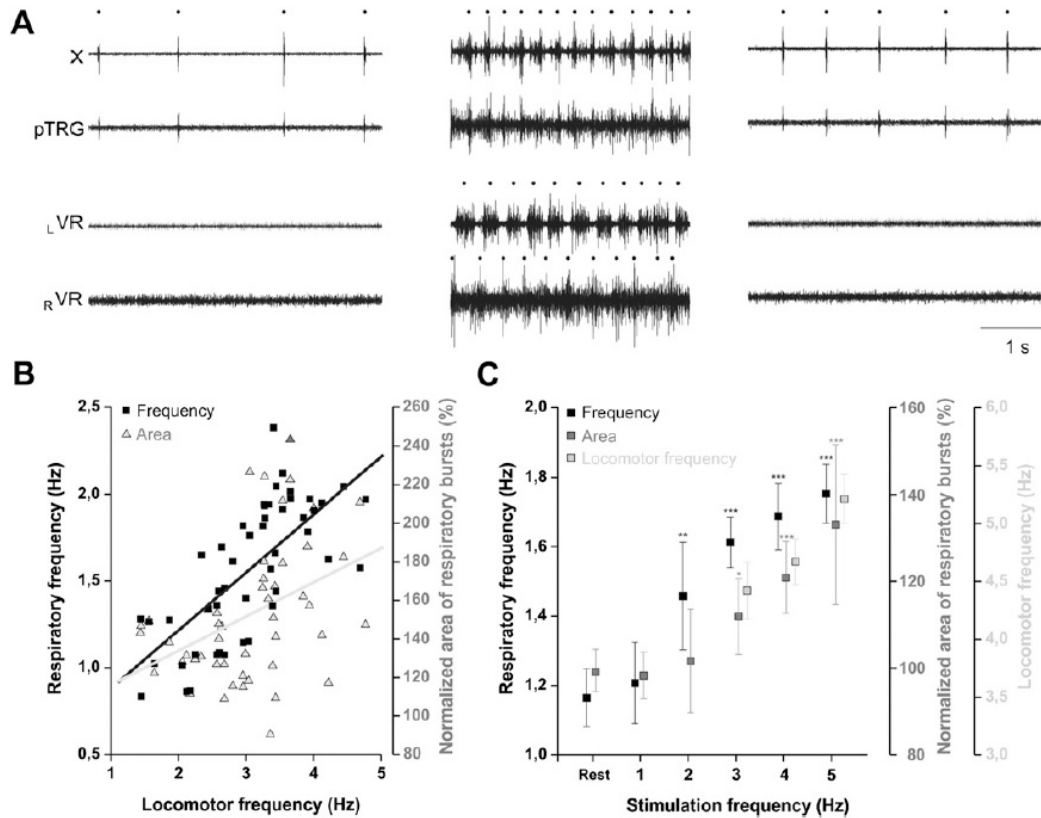 A
X
pTRG
L VR
R VR
1 s
B
Frequency
Area
Respiratory frequency (Hz)
2,5
2,0
1,5
1,0
0,5
1 2 3 4 5
Locomotor frequency (Hz)
260
240
220
200
180
160
140
120
100
80
Normalized area of respiratory bursts (%)
C
Frequency
Area
Locomotor frequency
Respiratory frequency (Hz)
2,0
1,8
1,6
1,4
1,2
1,0
** *** *** *** * *** ***
Rest 1 2 3 4 5
Stimulation frequency (Hz)
160
140
120
100
80
Normalized area of respiratory bursts (%)
6,0
5,5
5,0
4,5
4,0
3,5
3,0
Locomotor frequency (Hz)